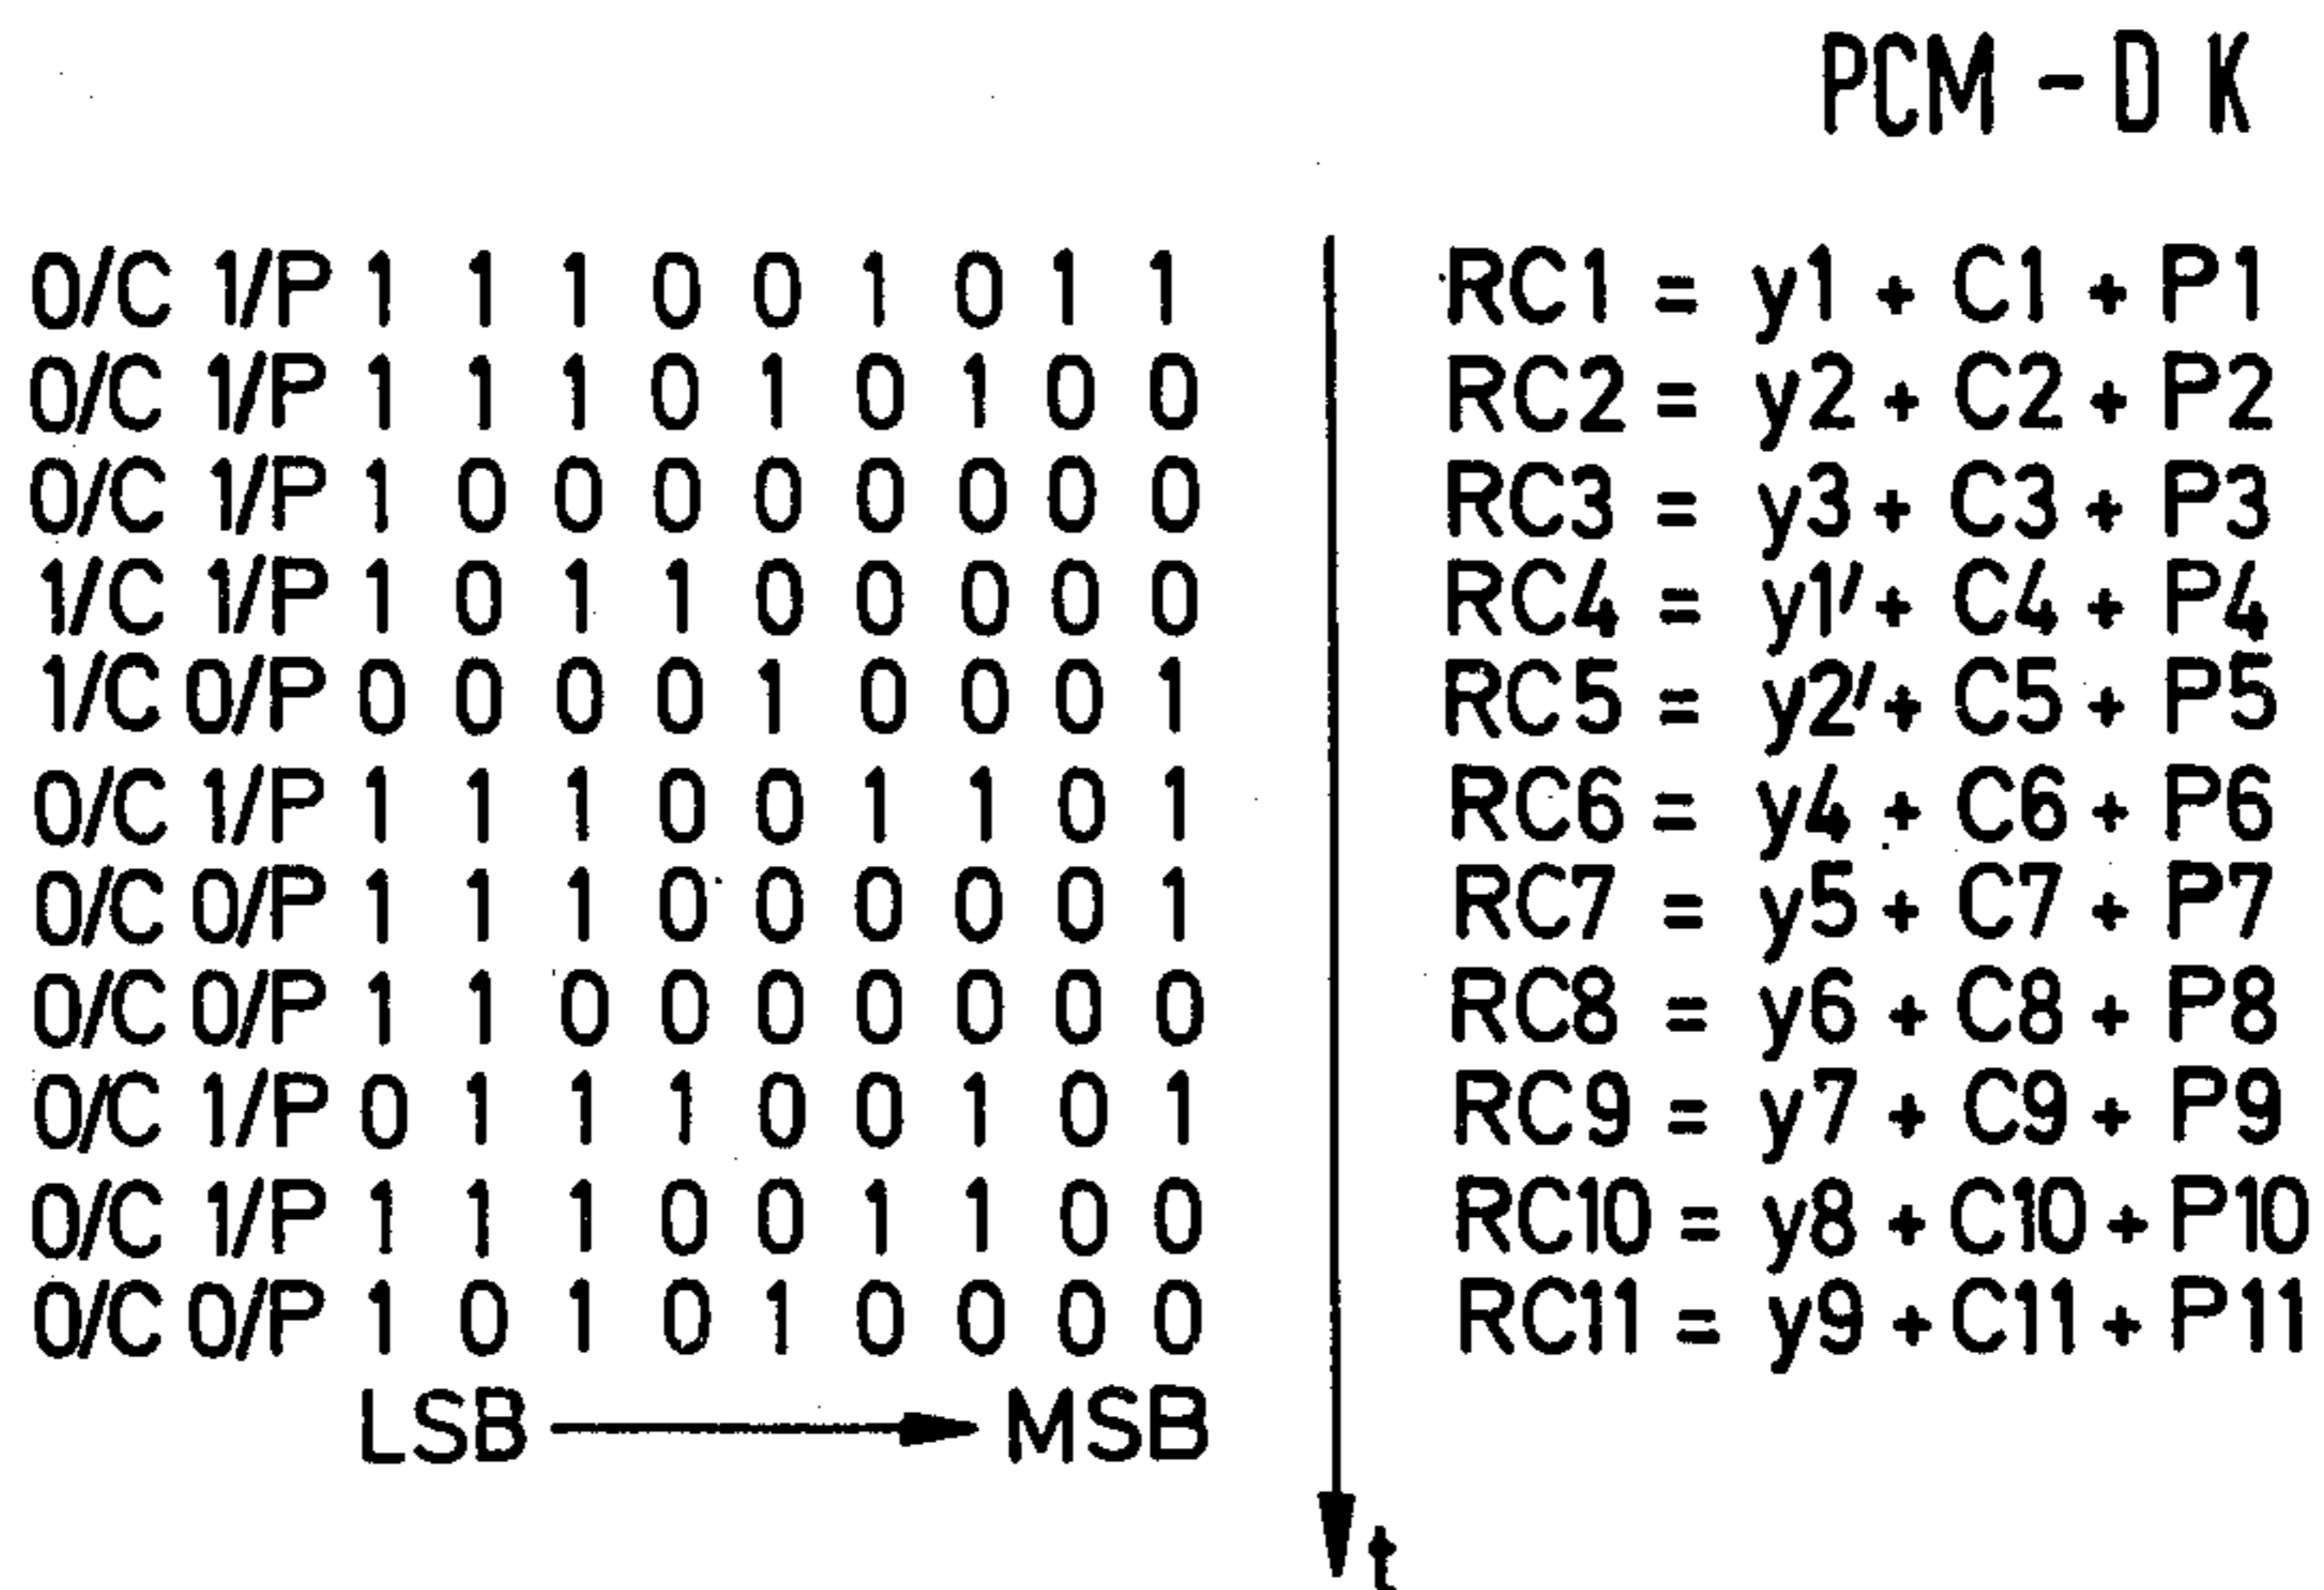 PCM - D K
0/C 1/P 1 1 1 0 0 1 0 1 1 RC1 = y1 + C1 + P1
0/C 1/P 1 1 1 0 1 0 1 0 0 RC2 = y2 + C2 + P2
0/C 1/P 1 0 0 0 0 0 0 0 0 RC3 = y3 + C3 + P3
1/C 1/P 1 0 1 1 0 0 0 0 0 RC4 = y1' + C4 + P4
1/C 0/P 0 0 0 0 1 0 0 0 1 RC5 = y2' + C5 + P5
0/C 1/P 1 1 1 0 0 1 1 0 1 RC6 = y4 + C6 + P6
0/C 0/P 1 1 1 0 0 0 0 0 1 RC7 = y5 + C7 + P7
0/C 0/P 1 1 0 0 0 0 0 0 0 RC8 = y6 + C8 + P8
0/C 1/P 0 1 1 1 0 0 1 0 1 RC9 = y7 + C9 + P9
0/C 1/P 1 1 1 0 0 1 1 0 0 RC10 = y8 + C10 + P10
0/C 0/P 1 0 1 0 1 0 0 0 0 RC11 = y9 + C11 + P11
LSB MSB
t